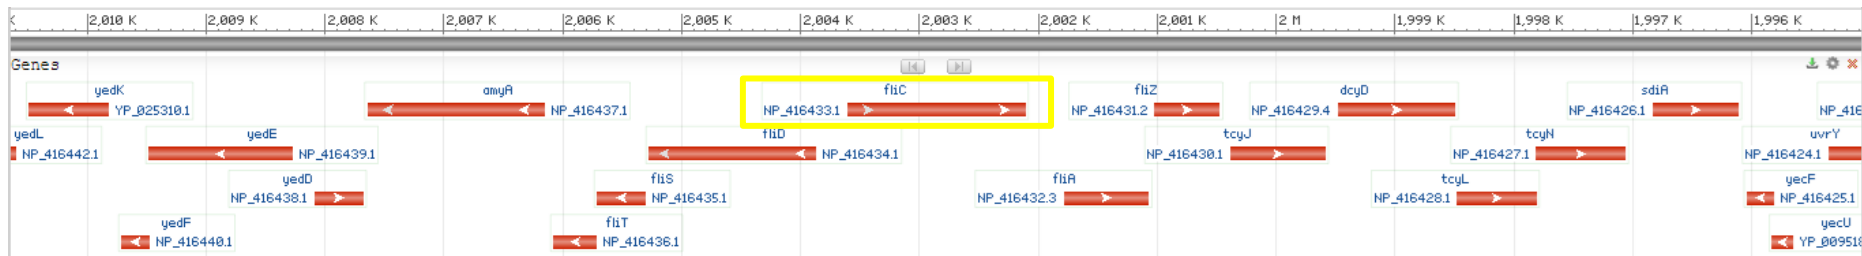 K 2,010 K 2,009 K 2,008 K 2,007 K 2,006 K 2,005 K 2,004 K 2,003 K 2,002 K 2,001 K 2 M 1,999 K 1,998 K 1,997 K 1,996 K
Genes
yedK amyA fliC fliZ dcyD sdiA
YP_025310.1 NP_416437.1 NP_416433.1 NP_416431.2 NP_416429.4 NP_416426.1 NP_416
yedL yedE fliD tcyJ tcyN uvrY
NP_416442.1 NP_416439.1 NP_416434.1 NP_416430.1 NP_416427.1 NP_416424.1
yedD fliS fliA tcyL yecF
NP_416438.1 NP_416435.1 NP_416432.3 NP_416428.1 NP_416425.1
yedF fliT yecU
NP_416440.1 NP_416436.1 YP_009518